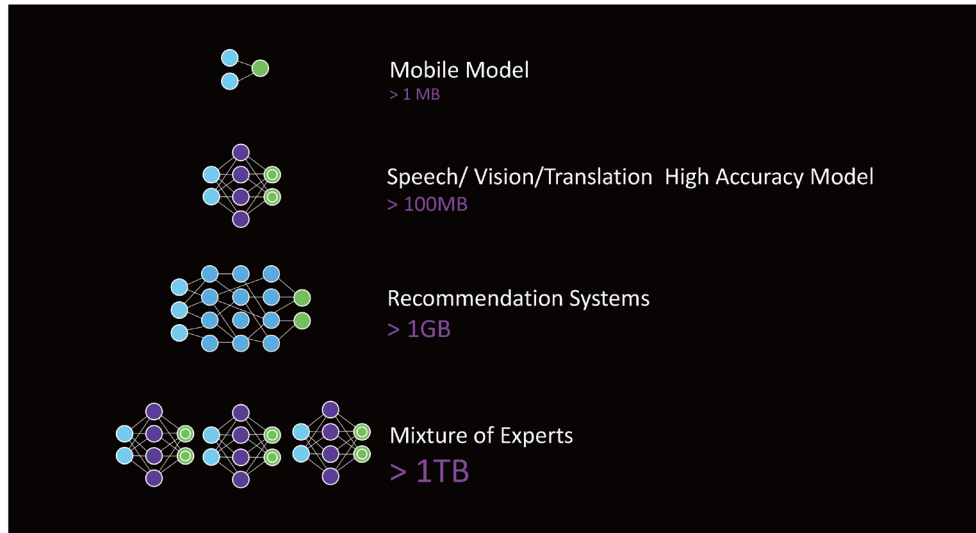 Mobile Model
> 1 MB
Speech/ Vision/Translation High Accuracy Model
> 100MB
Recommendation Systems
> 1GB
Mixture of Experts
> 1TB